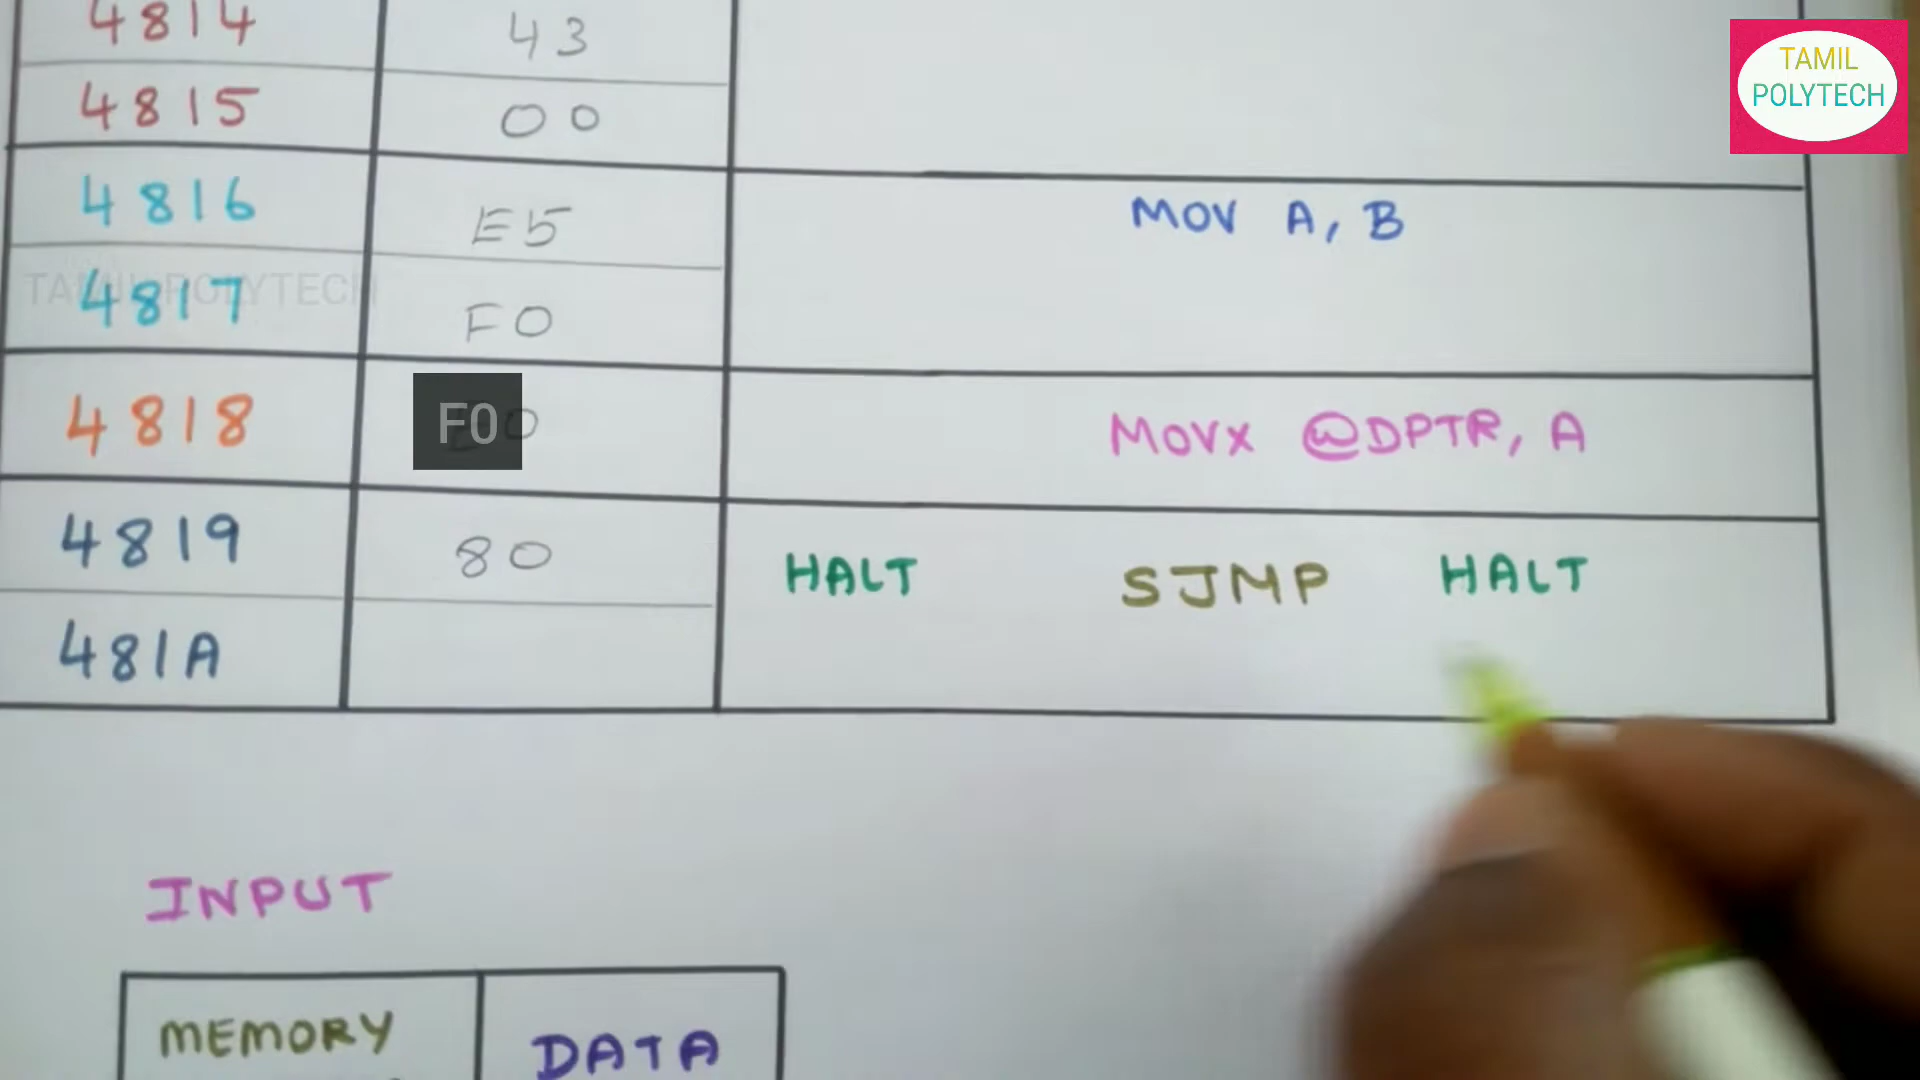 4814 43
TAMIL
POLYTECH
4815 00
4816 E5 MOV A, B
TAMIL POLYTECH
4817 F0
4818 F0 MOVX @DPTR, A
4819 80 HALT SJMP HALT
481A
INPUT
MEMORY DATA